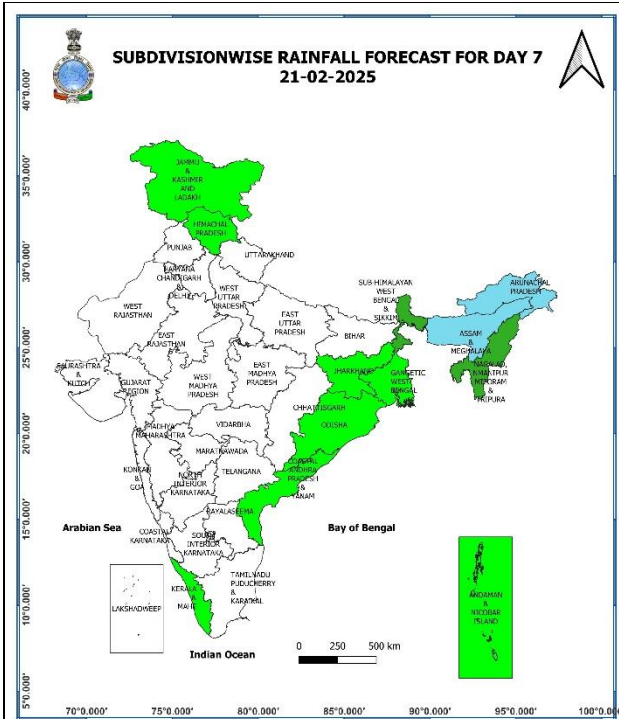 SUBDIVISIONWISE RAINFALL FORECAST FOR DAY 7
21-02-2025
40°0.000'
35°0.000'
30°0.000'
25°0.000'
20°0.000'
15°0.000'
10°0.000'
5°0.000'
JAMMU
&
KASHMIR
AND
LADAKH
HIMACHAL
PRADESH
PUNJAB
UTTARAKHAND
HARYANA
CHANDIGARH
&
DELHI
WEST
UTTAR
PRADESH
WEST
RAJASTHAN
EAST
RAJASTHAN
EAST
UTTAR
PRADESH
SUB-HIMALAYAN
WEST
BENGAL
&
SIKKIM
ARUNACHAL
PRADESH
ASSAM
&
MEGHALAYA
NAGALAND,
MANIPUR
MIZORAM
&
TRIPURA
BIHAR
SAURASHTRA
&
KUTCH
GUJARAT
REGION
WEST
MADHYA
PRADESH
EAST
MADHYA
PRADESH
JHARKHAND
GANGETIC
WEST
BENGAL
CHHATTISGARH
ODISHA
MADHYA
MAHARASHTRA
VIDARBHA
MARATHAWADA
KONKAN
&
GOA
NORTH
INTERIOR
KARNATAKA
TELANGANA
COASTAL
ANDHRA
PRADESH
&
YANAM
RAYALASEEMA
Arabian Sea
Bay of Bengal
COASTAL
KARNATAKA
SOUTH
INTERIOR
KARNATAKA
LAKSHADWEEP
KERALA
&
MAHE
TAMILNADU
PUDUCHERRY
&
KARAIKAL
ANDAMAN
&
NICOBAR
ISLAND
Indian Ocean
0 250 500 km
70°0.000' 75°0.000' 80°0.000' 85°0.000' 90°0.000' 95°0.000' 100°0.000'